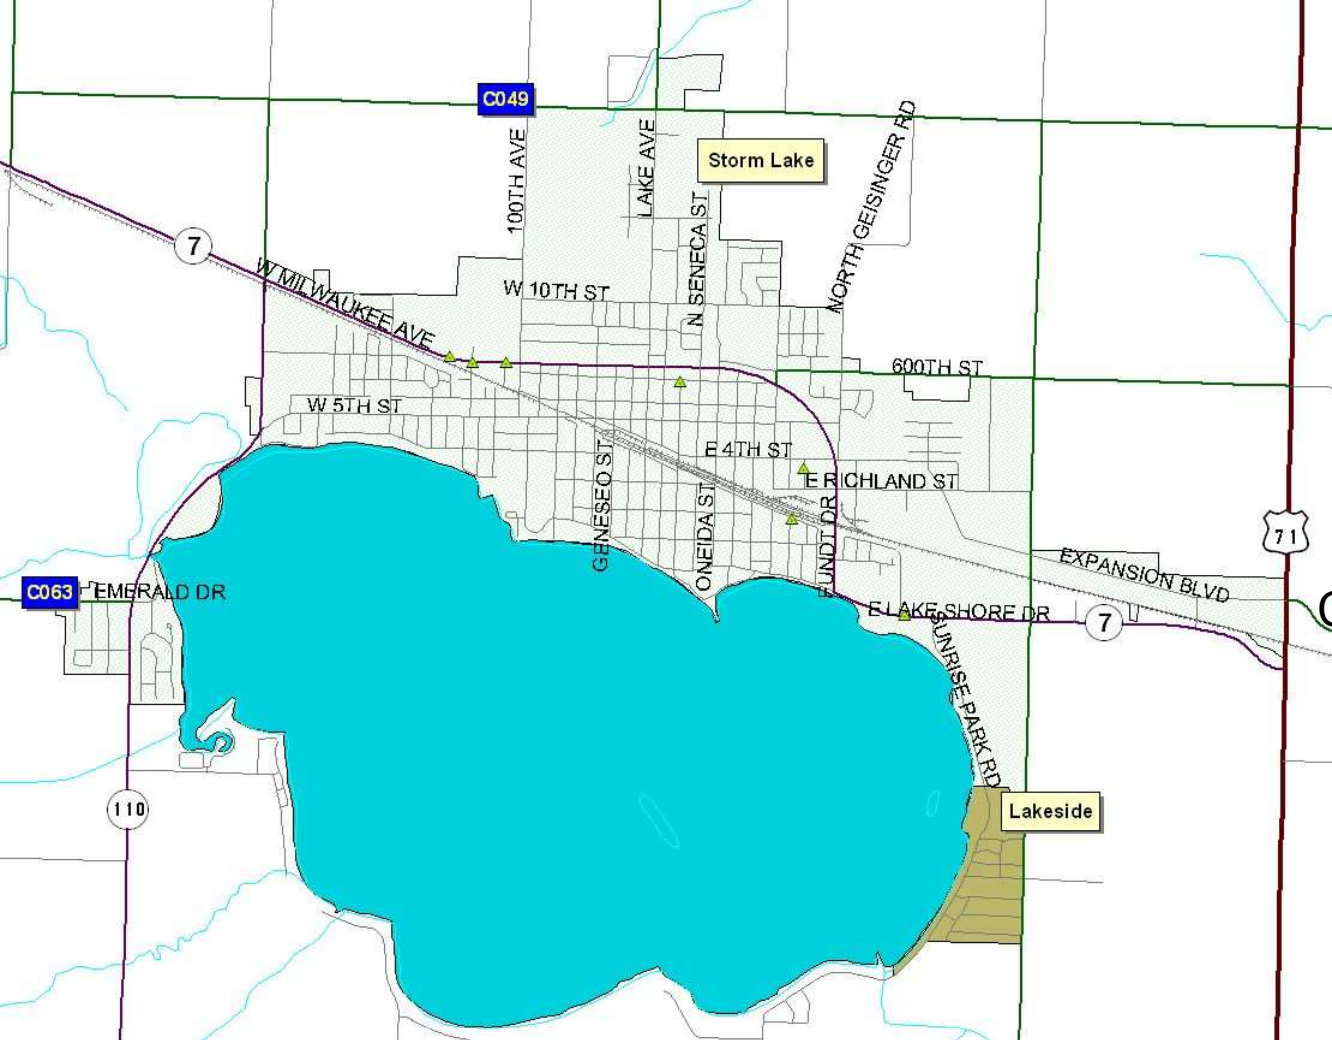 C049
100TH AVE
LAKE AVE
Storm Lake
NORTH GEISINGER RD
N SENECA ST
7
W MILWAUKEE AVE
W 10TH ST
600TH ST
W 5TH ST
E 4TH ST
E RICHLAND ST
GENESEO ST
ONEIDA ST
71
EXPANSION BLVD
C063
EMERALD DR
E LAKE SHORE DR
7
SUNRISE PARK RD
110
Lakeside